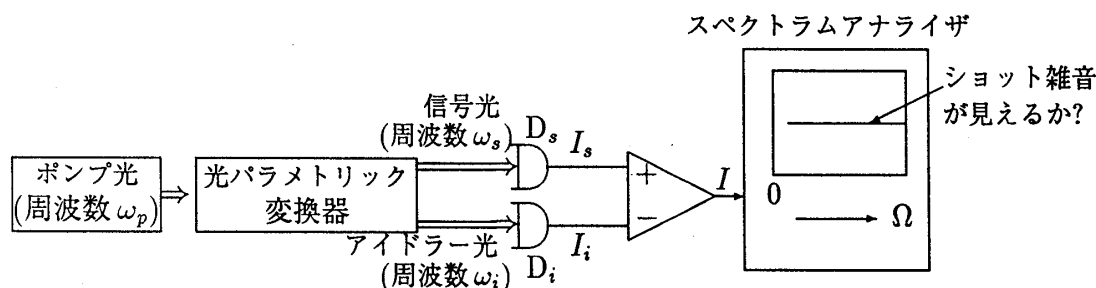 スペクトラムアナライザ
ショット雑音
が見えるか?
信号光
(周波数 ωs)
Ds
Is
ポンプ光
(周波数 ωp)
光パラメトリック
変換器
+
−
I
0
Ω
アイドラー光
(周波数 ωi)
Di
Ii